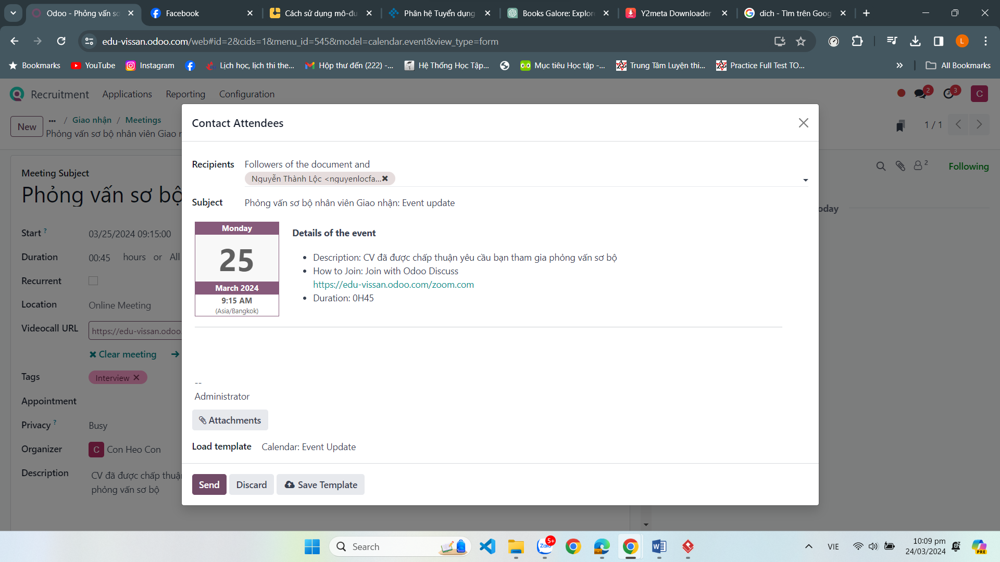 Odoo - Phỏng vấn sơ
Facebook
Cách sử dụng mô-đu
Phân hệ Tuyển dụng
Books Galore: Explor
Y2meta Downloader
dich - Tìm trên Goog
edu-vissan.odoo.com/web#id=2&cids=1&menu_id=545&model=calendar.event&view_type=form
L
Bookmarks
YouTube
Instagram
Lịch học, lịch thi the...
Hộp thư đến (222) -...
Hệ Thống Học Tập...
Mục tiêu Học tập -...
Trung Tâm Luyện thi...
Practice Full Test TO...
All Bookmarks
Recruitment
Applications
Reporting
Configuration
2
3
C
New
... / Giao nhận / Meetings
Phỏng vấn sơ bộ nhân viên Giao
1 / 1
Contact Attendees
Meeting Subject
Phỏng vấn sơ bộ
Start ?
03/25/2024 09:15:00
Duration
00:45 hours or All
Recurrent
Location
Online Meeting
Videocall URL
https://edu-vissan.odoo.
Clear meeting
Tags
Interview
Appointment
Privacy ?
Busy
Organizer
C Con Heo Con
Description
CV đã được chấp thuận
phỏng vấn sơ bộ
Recipients
Followers of the document and
Nguyễn Thành Lộc <nguyenlocfa...
Subject
Phỏng vấn sơ bộ nhân viên Giao nhận: Event update
Monday
25
March 2024
9:15 AM
(Asia/Bangkok)
Details of the event
Description: CV đã được chấp thuận yêu cầu bạn tham gia phỏng vấn sơ bộ
How to Join: Join with Odoo Discuss
https://edu-vissan.odoo.com/zoom.com
Duration: 0H45
--
Administrator
Attachments
Load template
Calendar: Event Update
Send
Discard
Save Template
2
Following
oday
Search
Zalo
5+
VIE
10:09 pm
24/03/2024
PRE